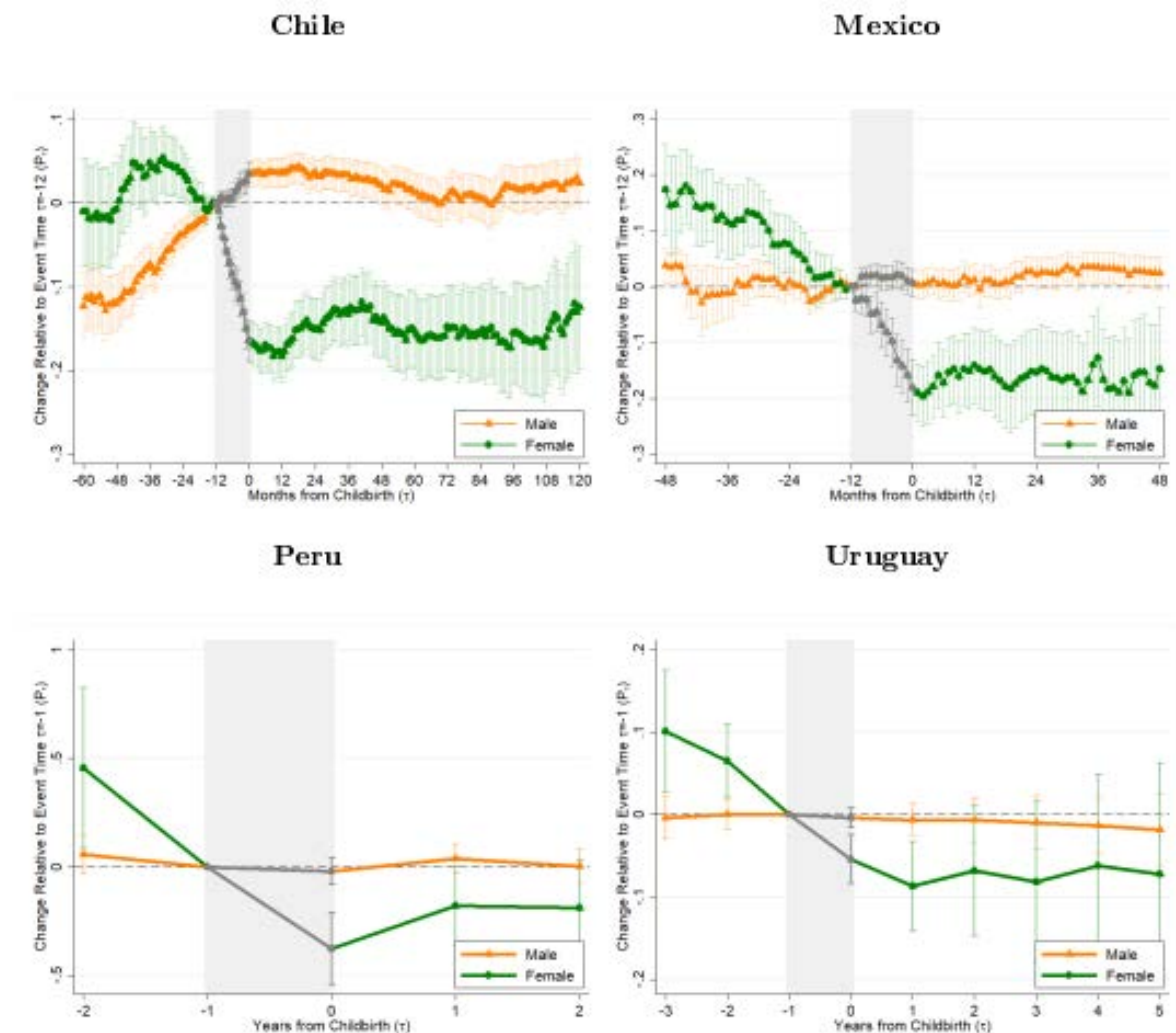 Chile
Change Relative to Event Time τ=-12 (Pτ)
.1
0
-.1
-.2
-.3
Male
Female
-60 -48 -36 -24 -12 0 12 24 36 48 60 72 84 96 108 120
Months from Childbirth (τ)
Mexico
Change Relative to Event Time τ=-12 (Pτ)
.3
.2
.1
0
-.1
-.2
-.3
Male
Female
-48 -36 -24 -12 0 12 24 36 48
Months from Childbirth (τ)
Peru
Change Relative to Event Time τ=-1 (Pτ)
1
.5
0
-.5
Male
Female
-2 -1 0 1 2
Years from Childbirth (τ)
Uruguay
Change Relative to Event Time τ=-1 (Pτ)
.2
.1
0
-.1
-.2
Male
Female
-3 -2 -1 0 1 2 3 4 5
Years from Childbirth (τ)